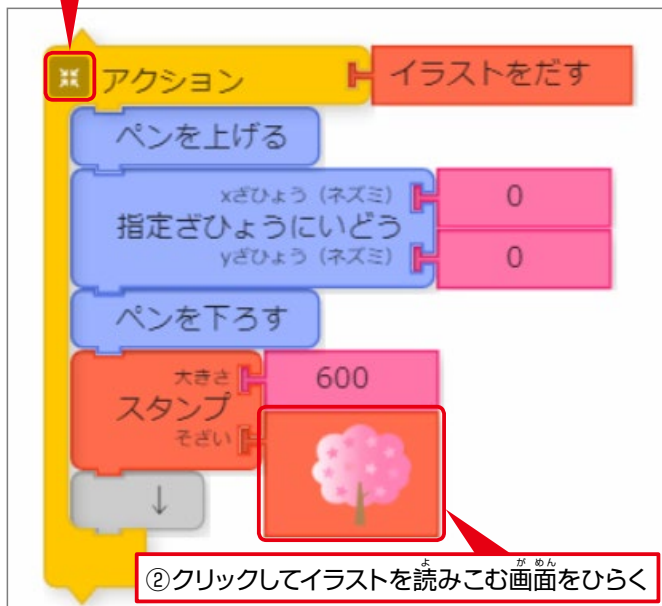 アクション
イラストをだす
ペンを上げる
xざひょう（ネズミ）
0
指定ざひょうにいどう
yざひょう（ネズミ）
0
ペンを下ろす
大きさ
600
スタンプ
そざい
↓
②クリックしてイラストを読みこむ画面をひらく